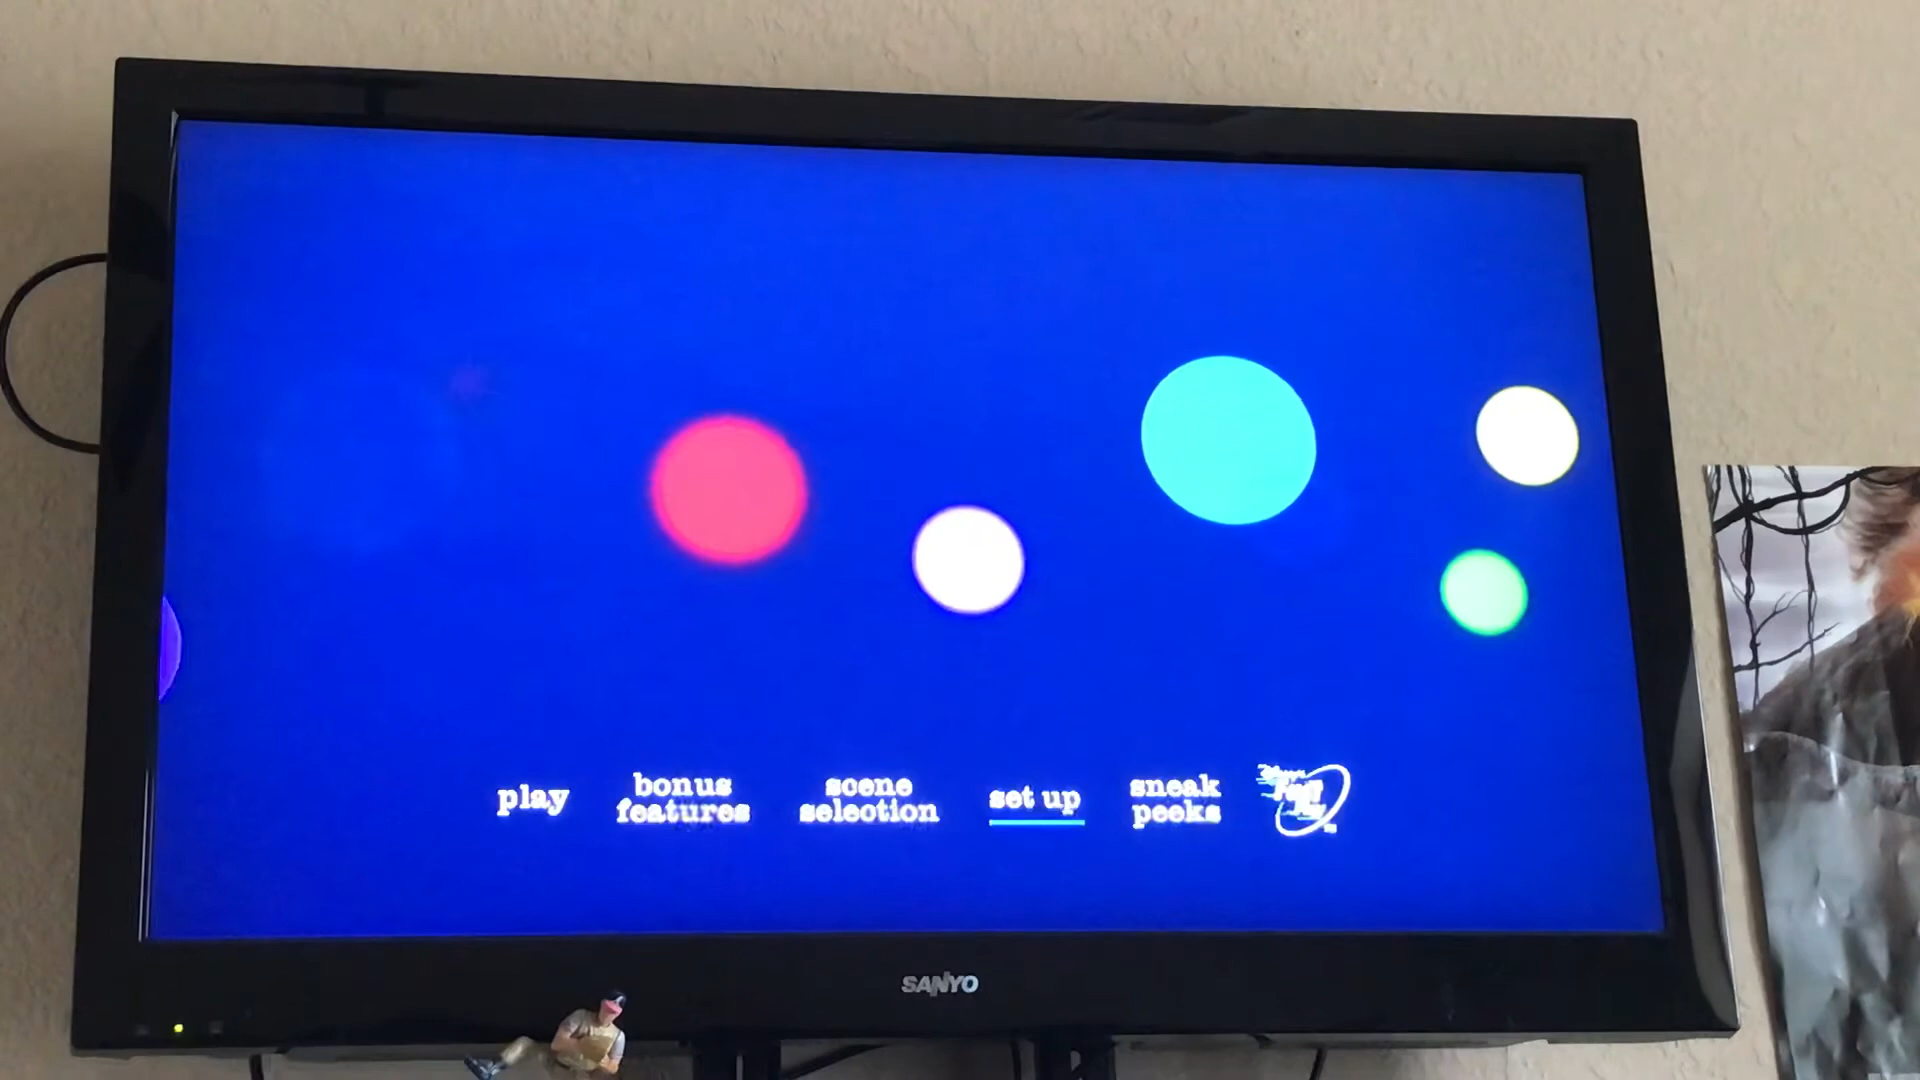 play
bonus
features
scene
selection
set up
sneak
peeks
SANYO